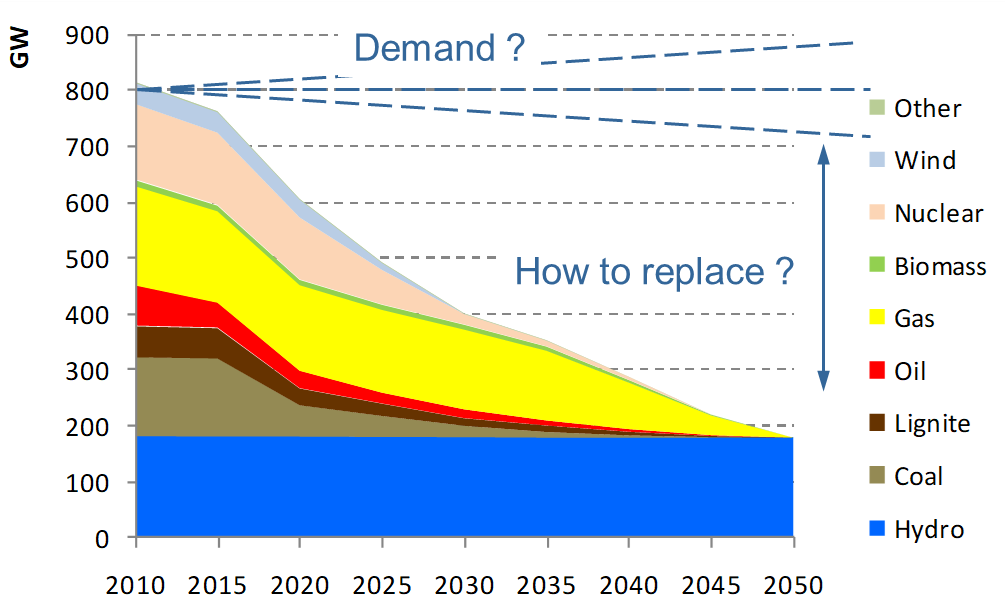 GW
900
800
700
600
500
400
300
200
100
0
Demand ?
How to replace ?
2010 2015 2020 2025 2030 2035 2040 2045 2050
Other
Wind
Nuclear
Biomass
Gas
Oil
Lignite
Coal
Hydro